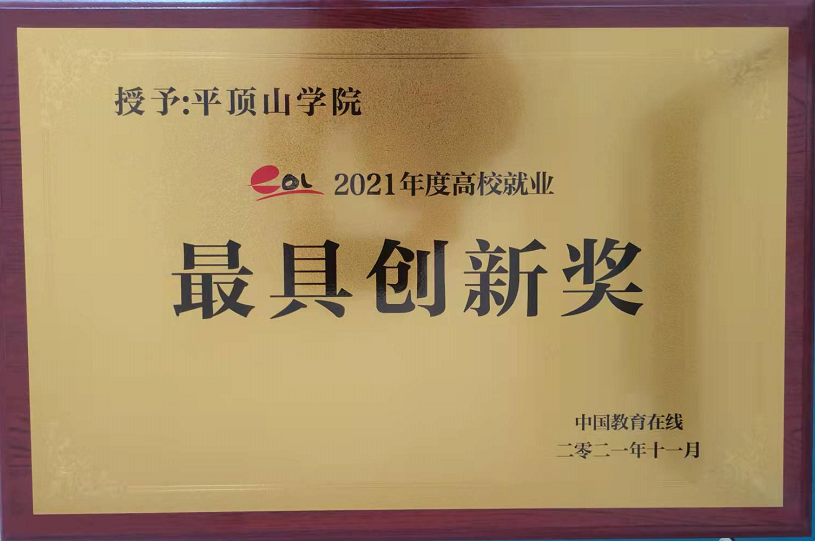 授予:平顶山学院
eol 2021年度高校就业
最具创新奖
中国教育在线
二零二一年十一月